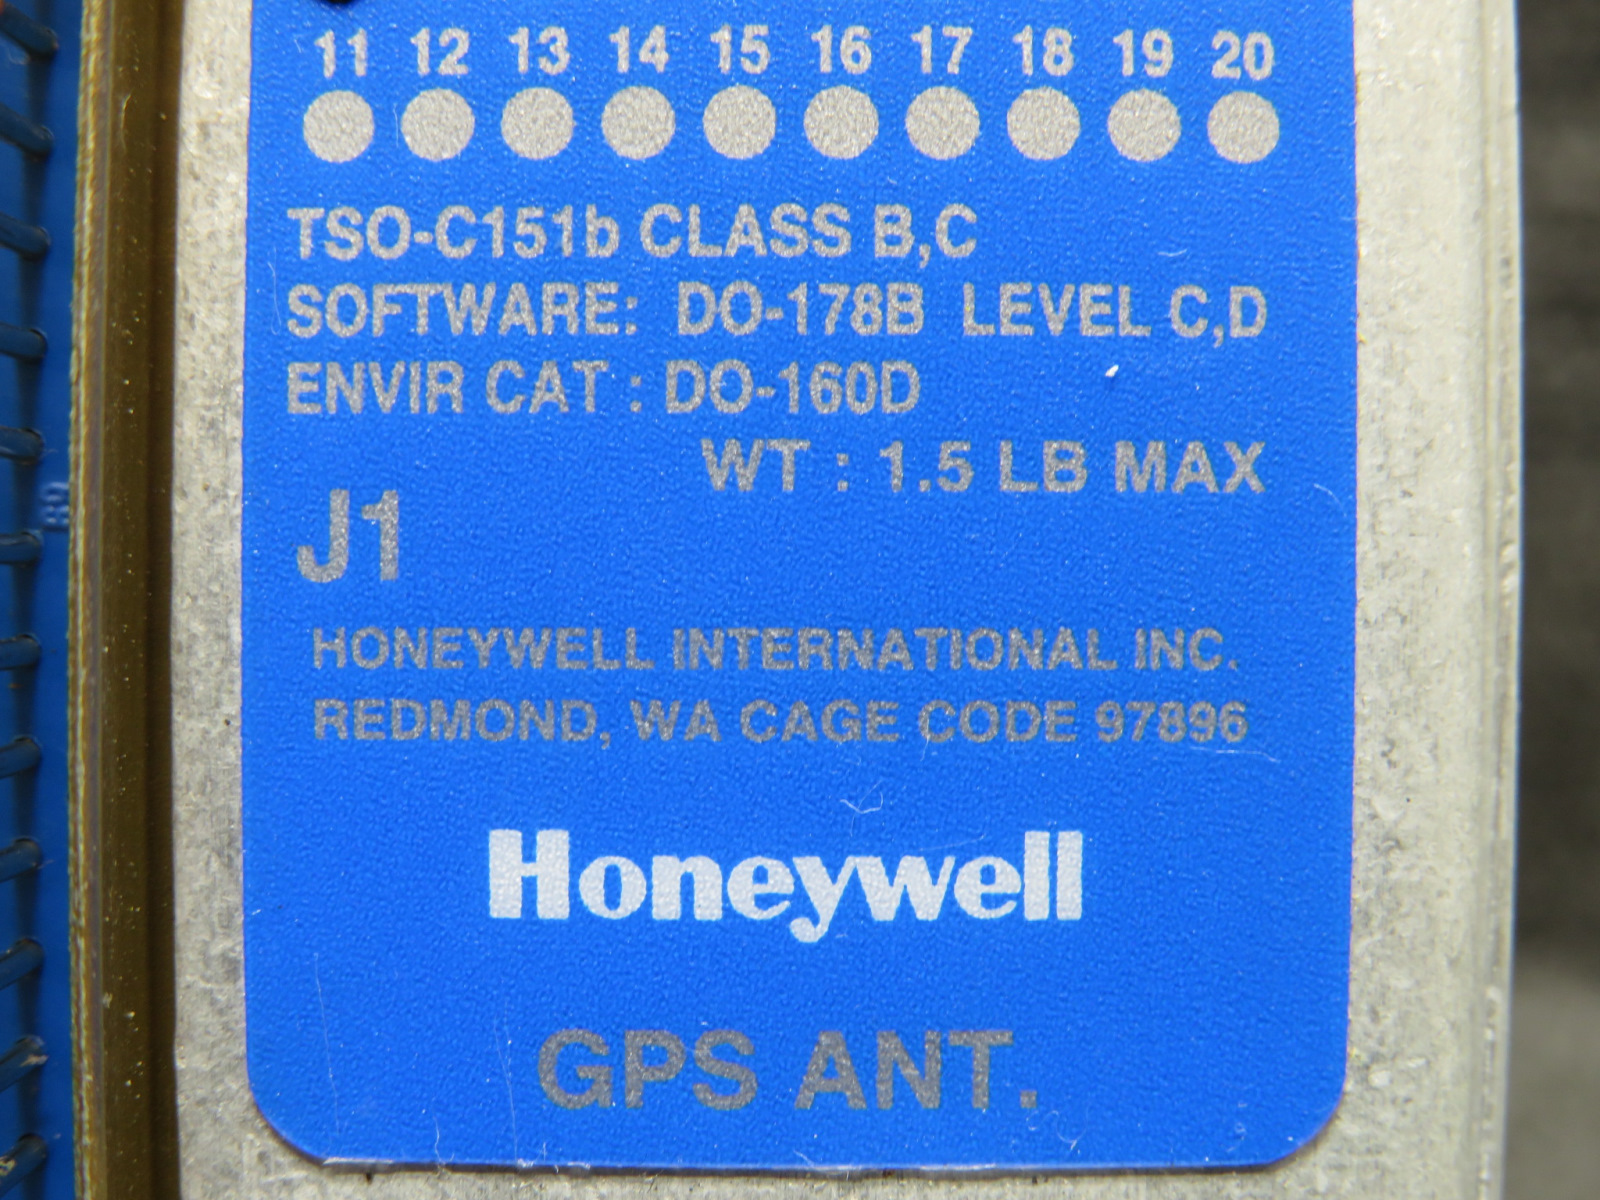 11 12 13 14 15 16 17 18 19 20
TSO-C151b CLASS B,C
SOFTWARE: DO-178B LEVEL C,D
ENVIR CAT : DO-160D
WT : 1.5 LB MAX
J1
HONEYWELL INTERNATIONAL INC.
REDMOND, WA CAGE CODE 97896
Honeywell
GPS ANT.